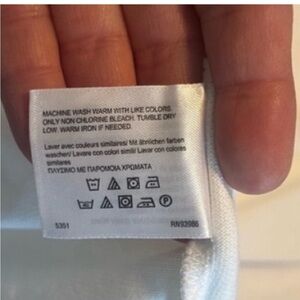 MACHINE WASH WARM WITH LIKE COLORS.
ONLY NON CHLORINE BLEACH. TUMBLE DRY
LOW. WARM IRON IF NEEDED.
Laver avec couleurs similaires/ Mit ähnlichen farben
waschen/ Lavare con colori simili/ Lavar con colores
similares
ΠΛΥΣΙΜΟ ΜΕ ΠΑΡΟΜΟΙΑ ΧΡΩΜΑΤΑ
5351 RN93986